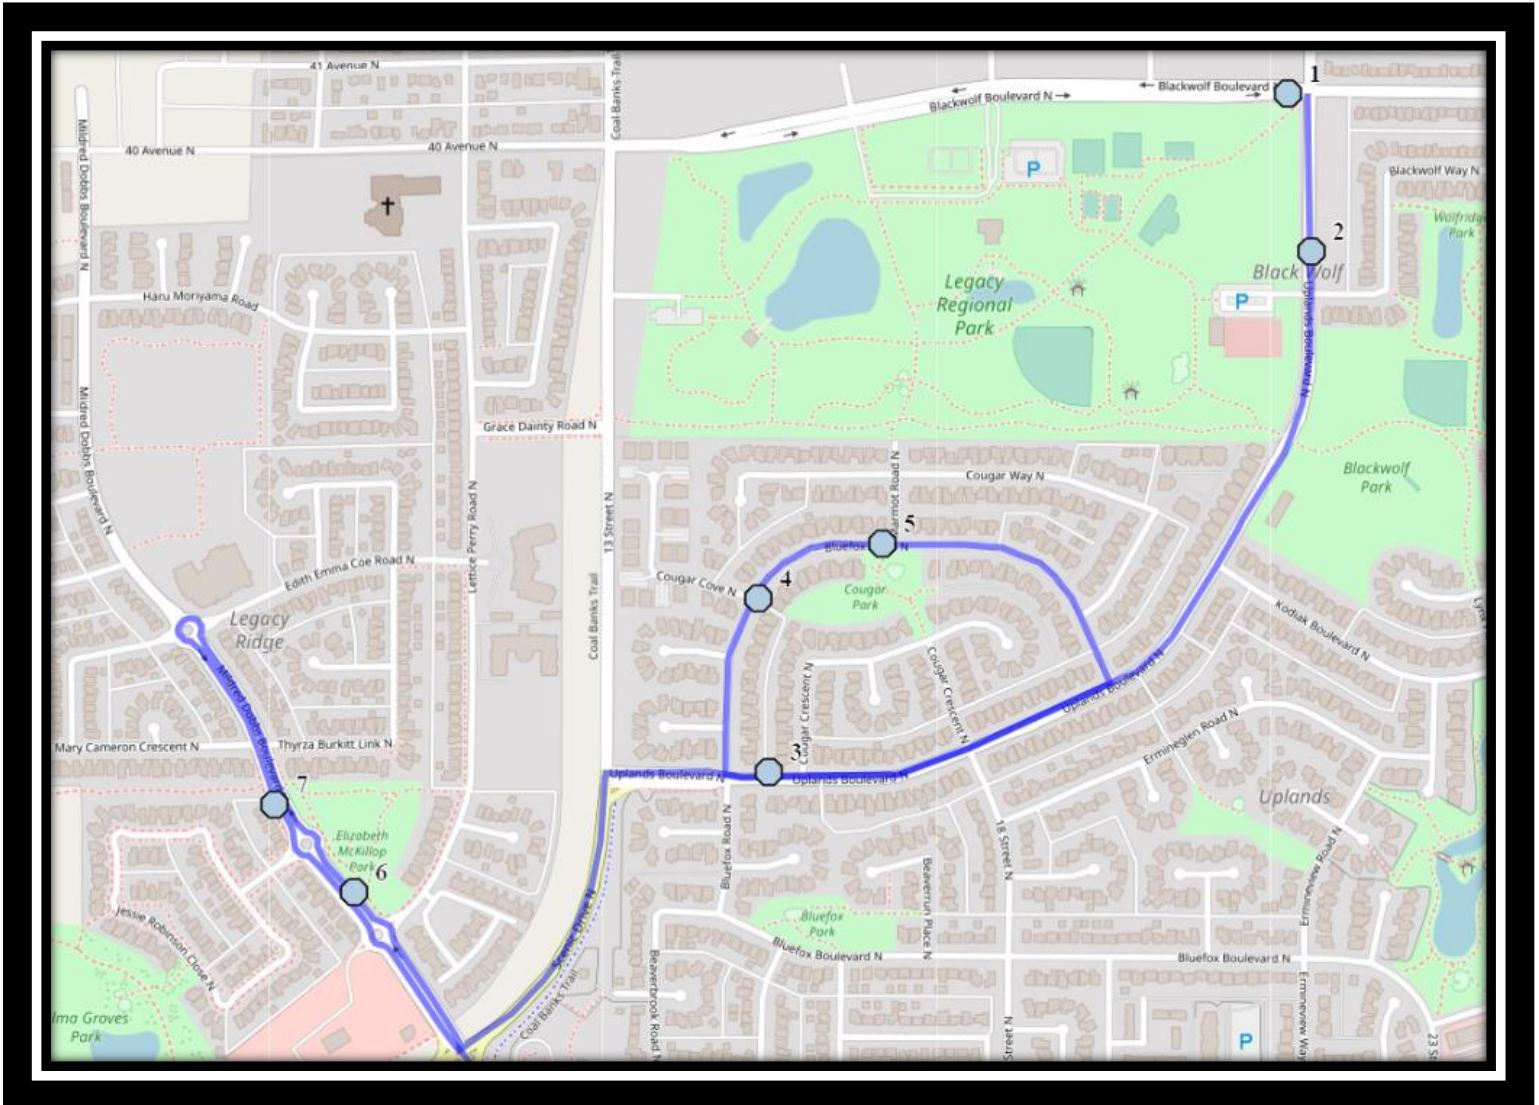 41 Avenue N
Coal Banks Trail
Blackwolf Boulevard N
Blackwolf Boulevard
1
40 Avenue N
40 Avenue N
Mildred Dobbs Boulevard N
P
Blackwolf Way N
Wolfridge
Park
2
Black Wolf
Haru Moriyama Road
Legacy
Regional
Park
P
Uplands Boulevard N
Mildred Dobbs Boulevard N
Grace Dainty Road N
Cougar Way N
Blackwolf
Park
Lettice Perry Road N
13 Street N
Marmot Road N
5
Bluefox
N
Edith Emma Coe Road N
Cougar Cove N
4
Cougar
Park
Legacy
Ridge
Coal Banks Trail
Kodiak Boulevard N
Cougar Crescent N
Cougar Crescent N
Uplands Boulevard N
Mildred Dobbs Boulevard
Mary Cameron Crescent N
Thyrza Burkitt Link N
Ermineglen Road N
3
Uplands Boulevard N
Uplands Boulevard N
7
Uplands
Elizabeth
McKillop
Park
6
Bluefox Road N
18 Street N
Ermineview Road N
Beaverrun Place N
Jessie Robinson Close N
Scenic Drive N
Bluefox
Park
Bluefox Boulevard N
Bluefox Boulevard N
Beaverbrook Road N
Coal Banks Trail
Street N
Ermineview Way
lma Groves
Park
P
23 St